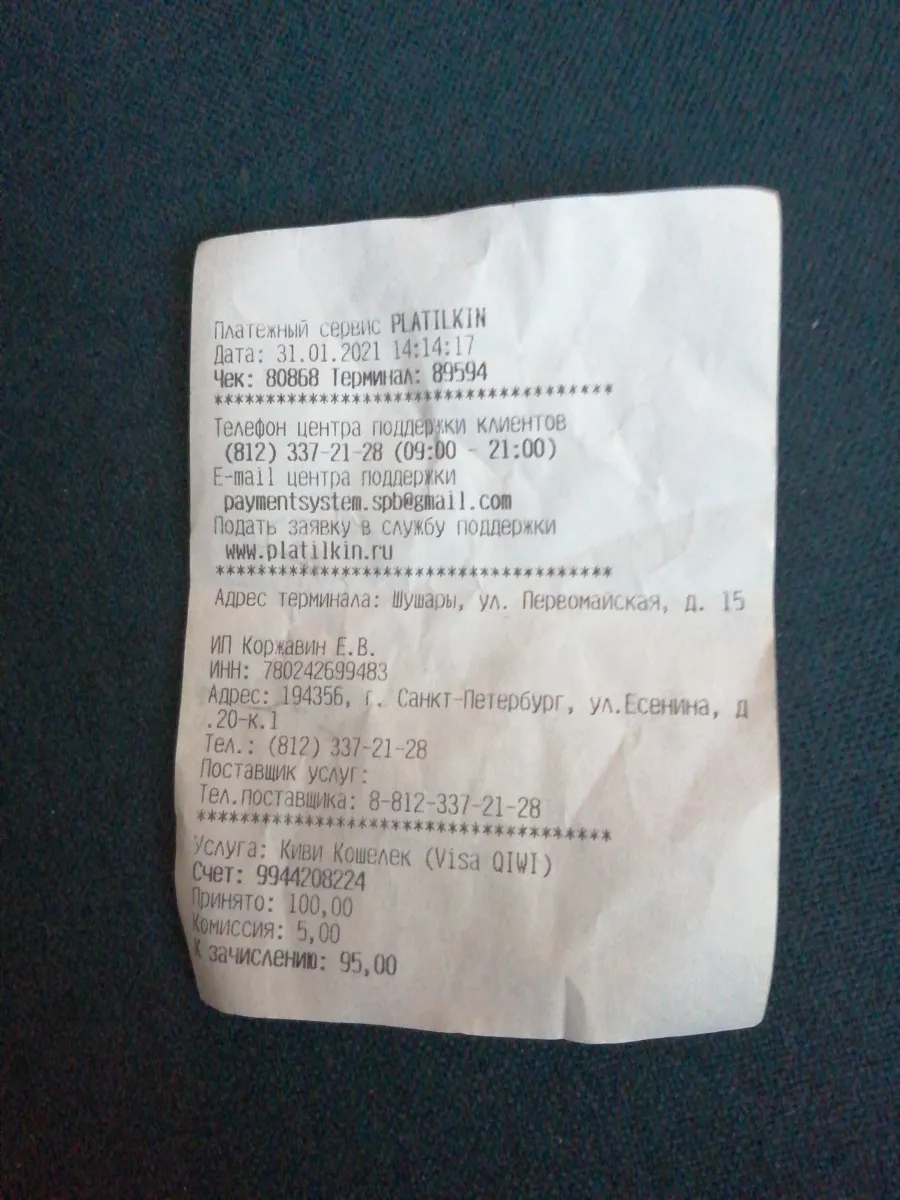 Платежный сервис PLATILKIN
Дата: 31.01.2021 14:14:17
Чек: 80868 Терминал: 89594
**************************************
Телефон центра поддержки клиентов
(812) 337-21-28 (09:00 - 21:00)
E-mail центра поддержки
paymentsystem.spb@gmail.com
Подать заявку в службу поддержки
www.platilkin.ru
**************************************
Адрес терминала: Шушары, ул. Первомайская, д. 15
ИП Коржавин Е.В.
ИНН: 780242699483
Адрес: 194356, г. Санкт-Петербург, ул.Есенина, д
.20-к.1
Тел.: (812) 337-21-28
Поставщик услуг:
Тел.поставщика: 8-812-337-21-28
**************************************
Услуга: Киви Кошелек (Visa QIWI)
Счет: 9944208224
Принято: 100,00
Комиссия: 5,00
К зачислению: 95,00